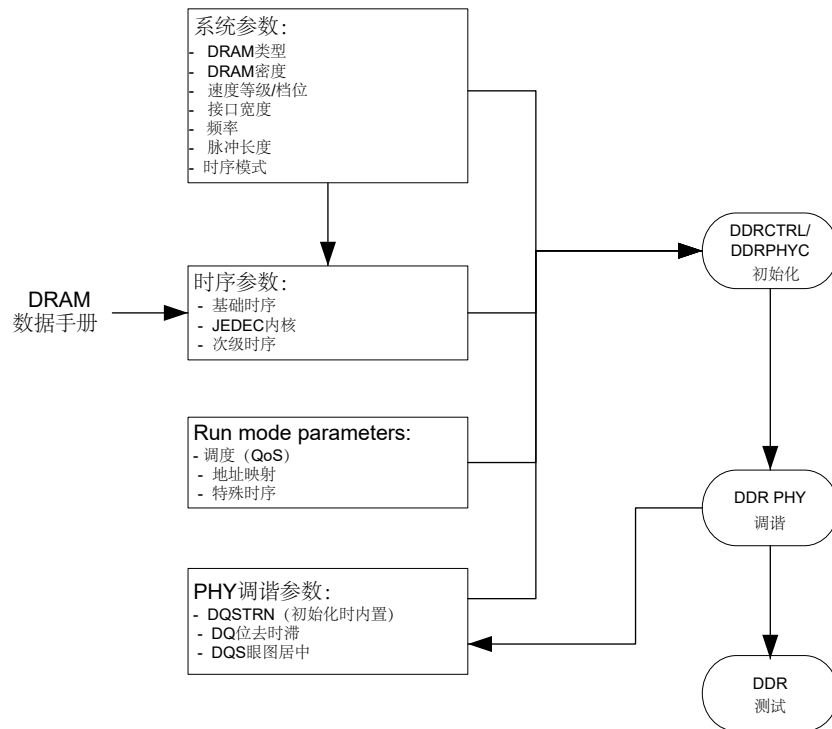 系统参数：
- DRAM类型
- DRAM密度
- 速度等级/档位
- 接口宽度
- 频率
- 脉冲长度
- 时序模式
DRAM
数据手册
时序参数：
- 基础时序
- JEDEC内核
- 次级时序
Run mode parameters:
- 调度（QoS）
- 地址映射
- 特殊时序
PHY调谐参数：
- DQSTRN（初始化时内置）
- DQ位去时滞
- DQS眼图居中
DDRCTRL/
DDRPHYC
初始化
DDR PHY
调谐
DDR
测试